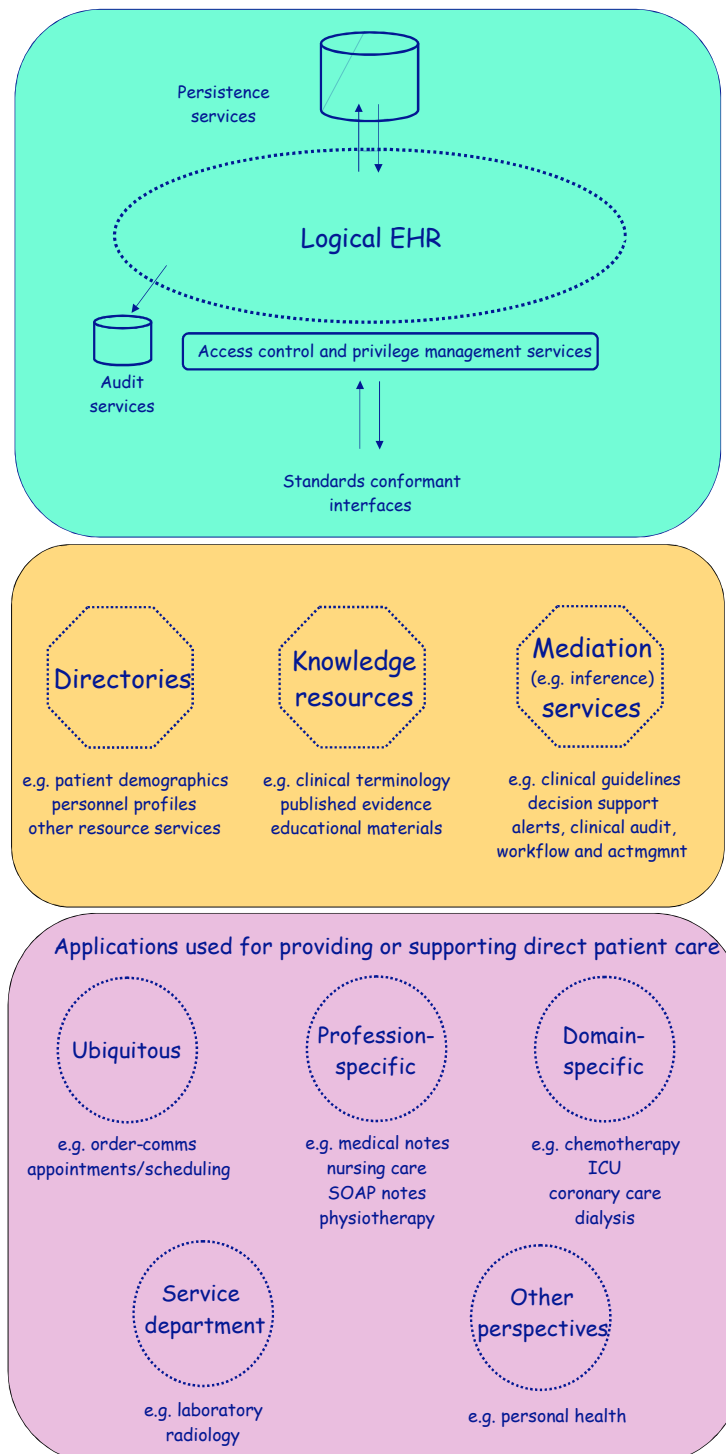 Persistence
services
Logical EHR
Access control and privilege management services
Audit
services
Standards conformant
interfaces
Directories
e.g. patient demographics
personnel profiles
other resource services
Knowledge
resources
e.g. clinical terminology
published evidence
educational materials
Mediation
(e.g. inference)
services
e.g. clinical guidelines
decision support
alerts, clinical audit,
workflow and actmgmnt
Applications used for providing or supporting direct patient care
Ubiquitous
e.g. order-comms
appointments/scheduling
Profession-
specific
e.g. medical notes
nursing care
SOAP notes
physiotherapy
Domain-
specific
e.g. chemotherapy
ICU
coronary care
dialysis
Service
department
e.g. laboratory
radiology
Other
perspectives
e.g. personal health